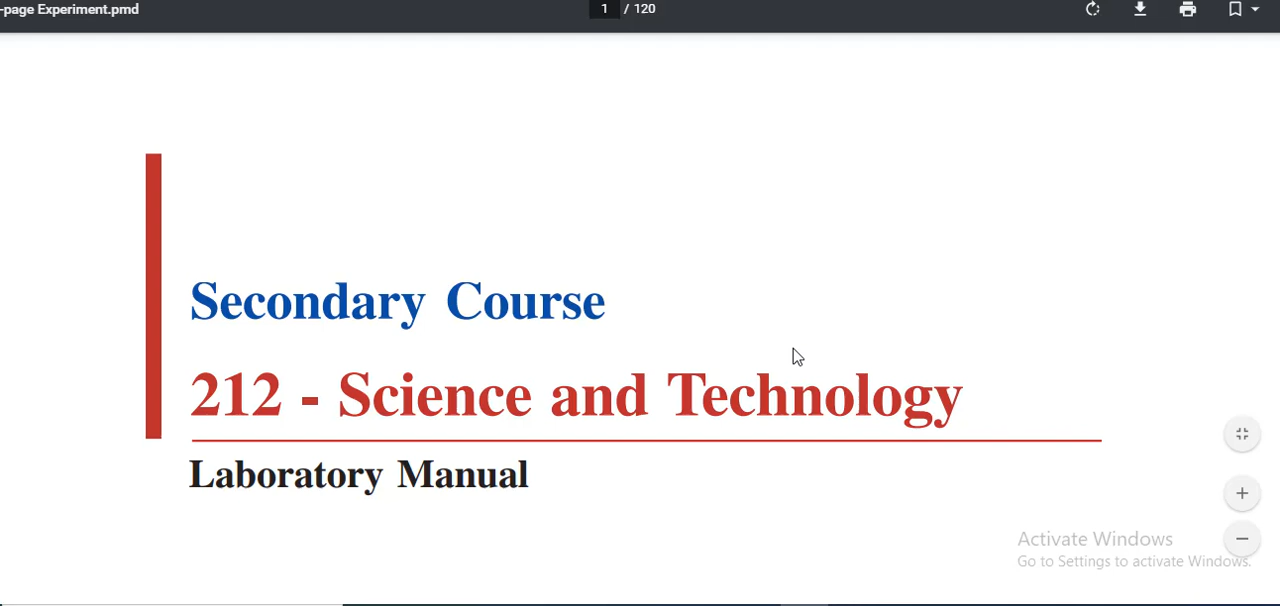 -page Experiment.pmd
1 / 120
Secondary Course
212 - Science and Technology
Laboratory Manual
Activate Windows
Go to Settings to activate Windows.